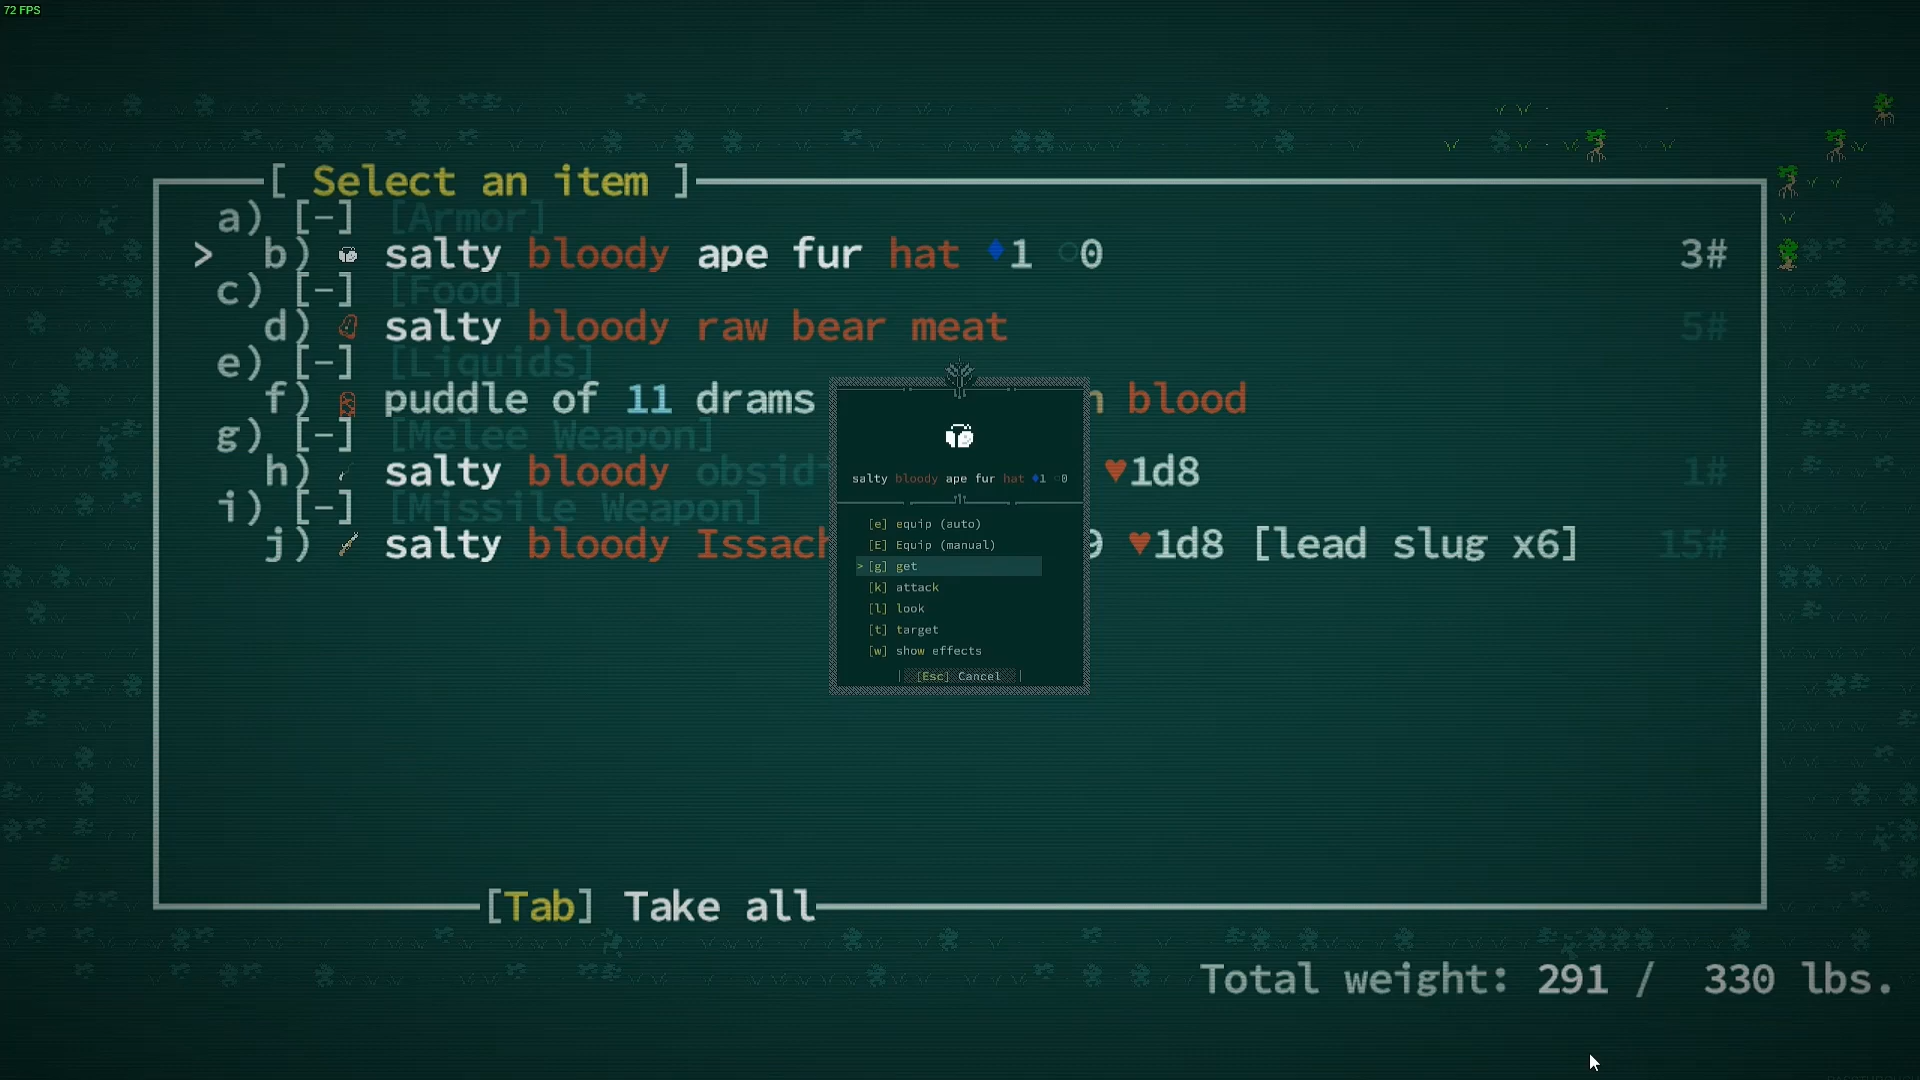 72 FPS
[ Select an item ]
a) [-] [Armor]
> b) salty bloody ape fur hat ♦1 ○0 3#
c) [-] [Food]
d) salty bloody raw bear meat 5#
e) [-] [Liquids]
f) puddle of 11 drams blood
g) [-] [Melee Weapon]
h) salty bloody ♥1d8 1#
i) [-] [Missile Weapon]
j) salty bloody ♥1d8 [lead slug x6] 15#
salty bloody ape fur hat ♦1 ○0
[e] equip (auto)
[E] Equip (manual)
> [g] get
[k] attack
[l] look
[t] target
[w] show effects
[Esc] Cancel
[Tab] Take all
Total weight: 291 / 330 lbs.